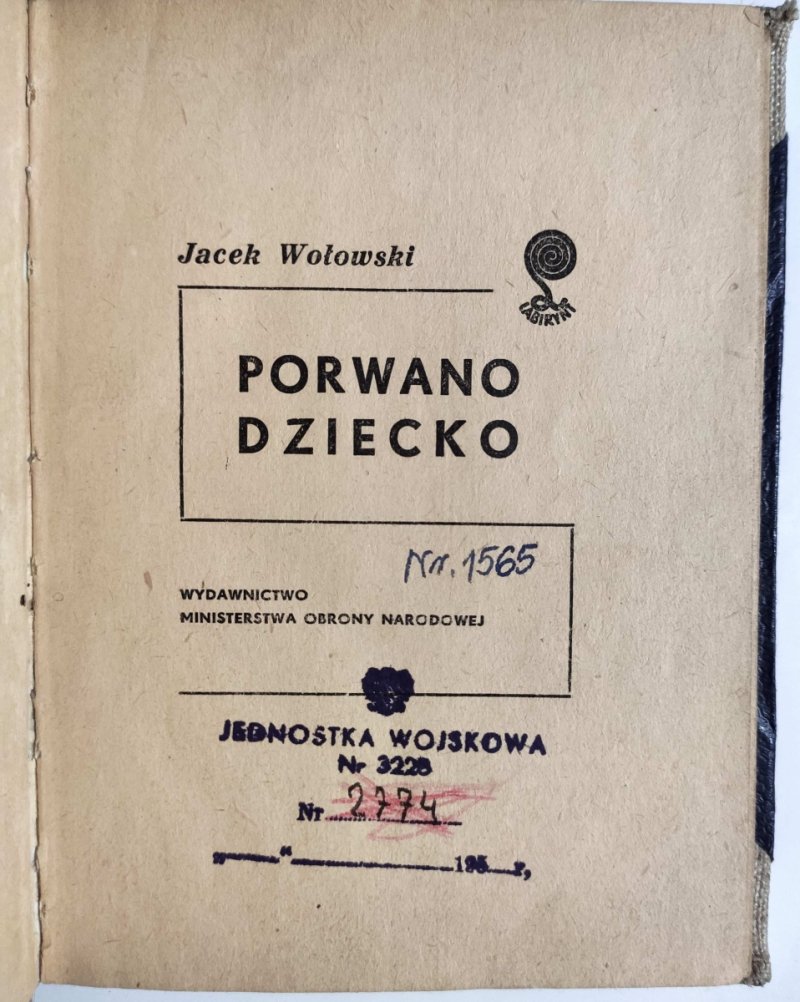 Jacek Wołowski
LABIRYNT
PORWANO
DZIECKO
Nr. 1565
WYDAWNICTWO
MINISTERSTWA OBRONY NARODOWEJ
JEDNOSTKA WOJSKOWA
Nr 3228
Nr 2774
„ “ 195 r,